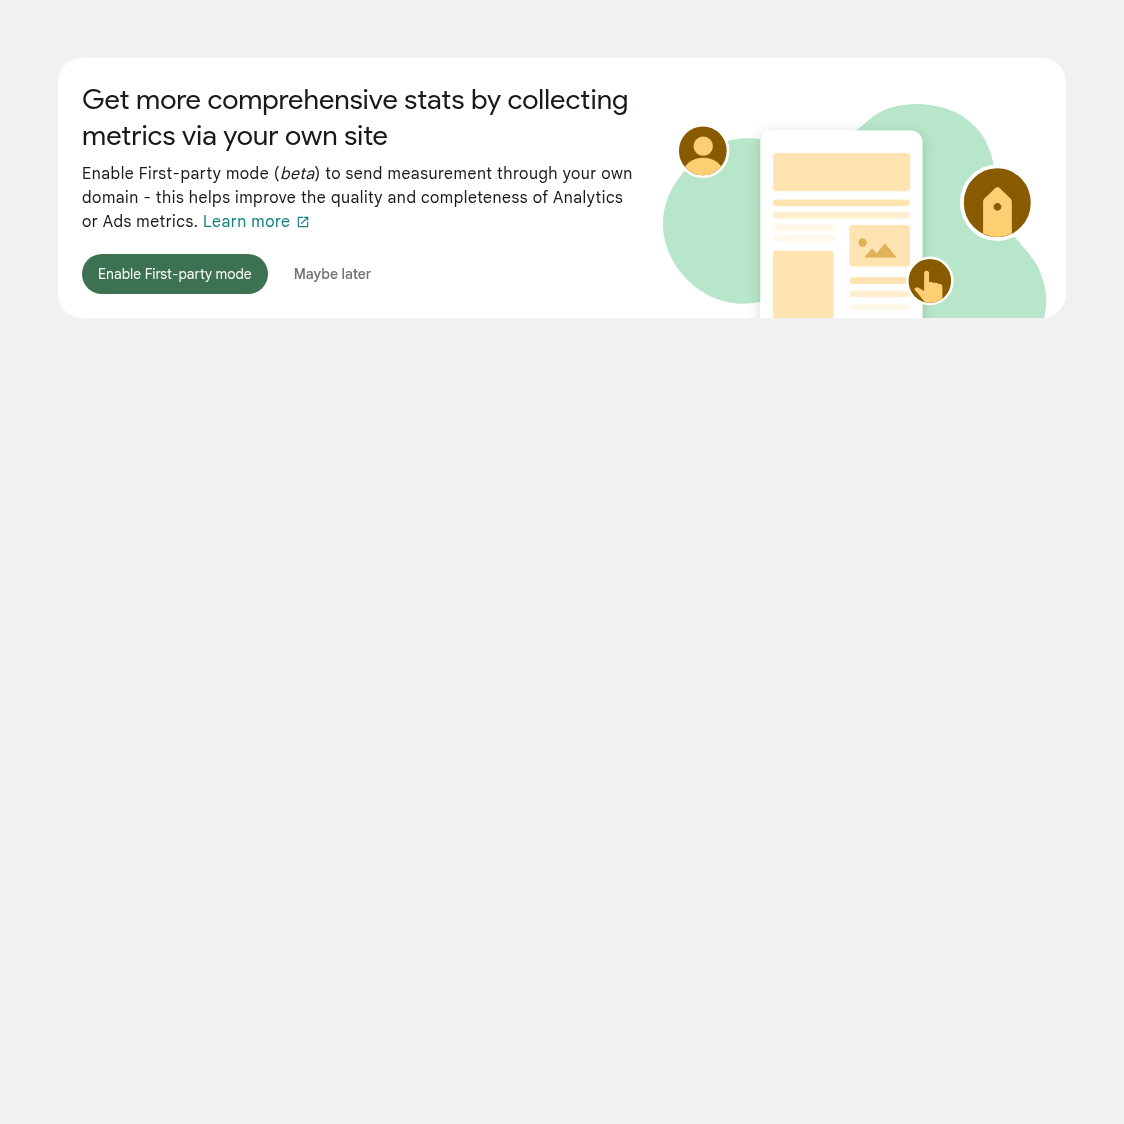 Get more comprehensive stats by collecting
metrics via your own site
Enable First-party mode (beta) to send measurement through your own
domain - this helps improve the quality and completeness of Analytics
or Ads metrics. Learn more
Enable First-party mode
Maybe later